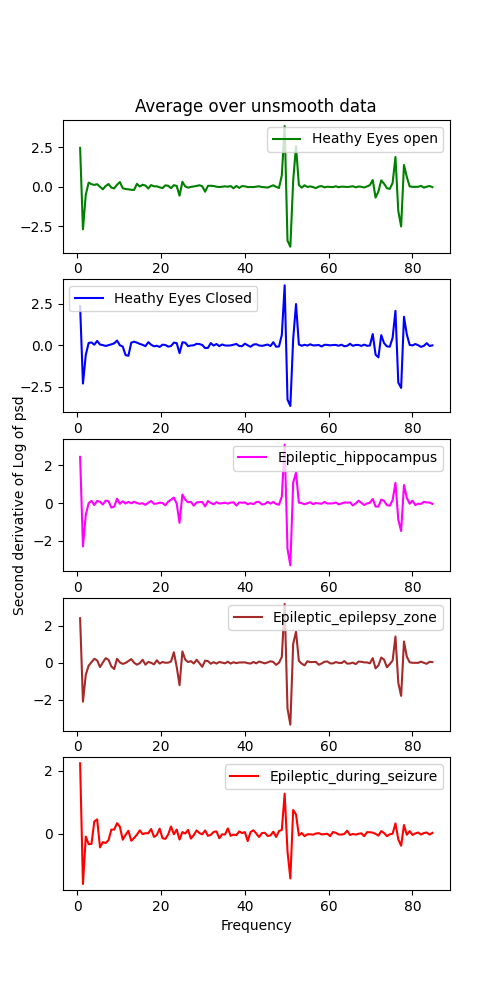 Average over unsmooth data
Heathy Eyes open
2.5
0.0
−2.5
0 20 40 60 80
Heathy Eyes Closed
2.5
0.0
−2.5
0 20 40 60 80
Epileptic_hippocampus
2
0
−2
0 20 40 60 80
Second derivative of Log of psd
Epileptic_epilepsy_zone
2
0
−2
0 20 40 60 80
Epileptic_during_seizure
2
0
0 20 40 60 80
Frequency